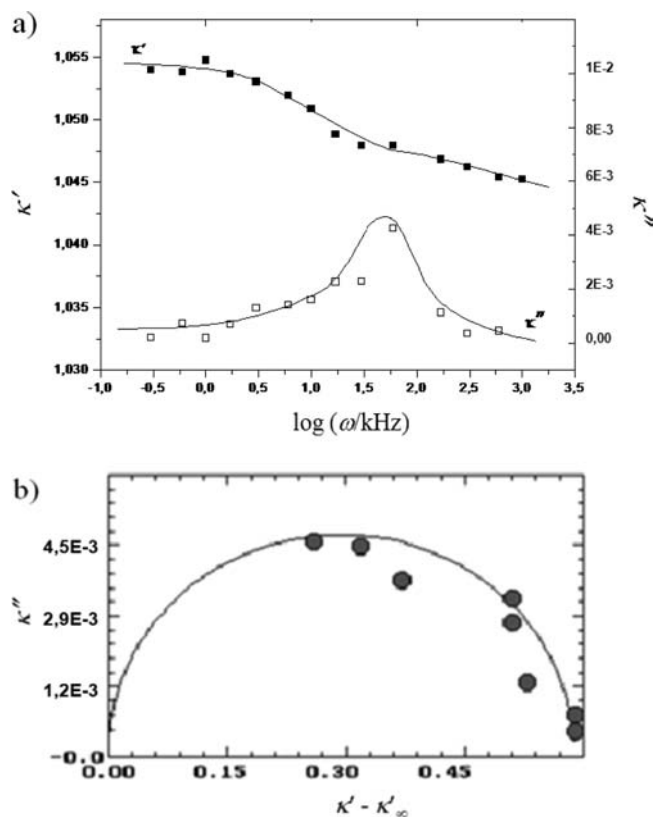 a)
κ′
1,055
1,050
1,045
1,040
1,035
1,030
κ′
1E-2
8E-3
6E-3
4E-3
2E-3
0,00
κ″
κ″
-1,0 -0,5 0,0 0,5 1,0 1,5 2,0 2,5 3,0 3,5
log (ω/kHz)
b)
4,5E-3
2,9E-3
1,2E-3
-0.0
κ″
0.00 0.15 0.30 0.45
κ′ - κ′∞